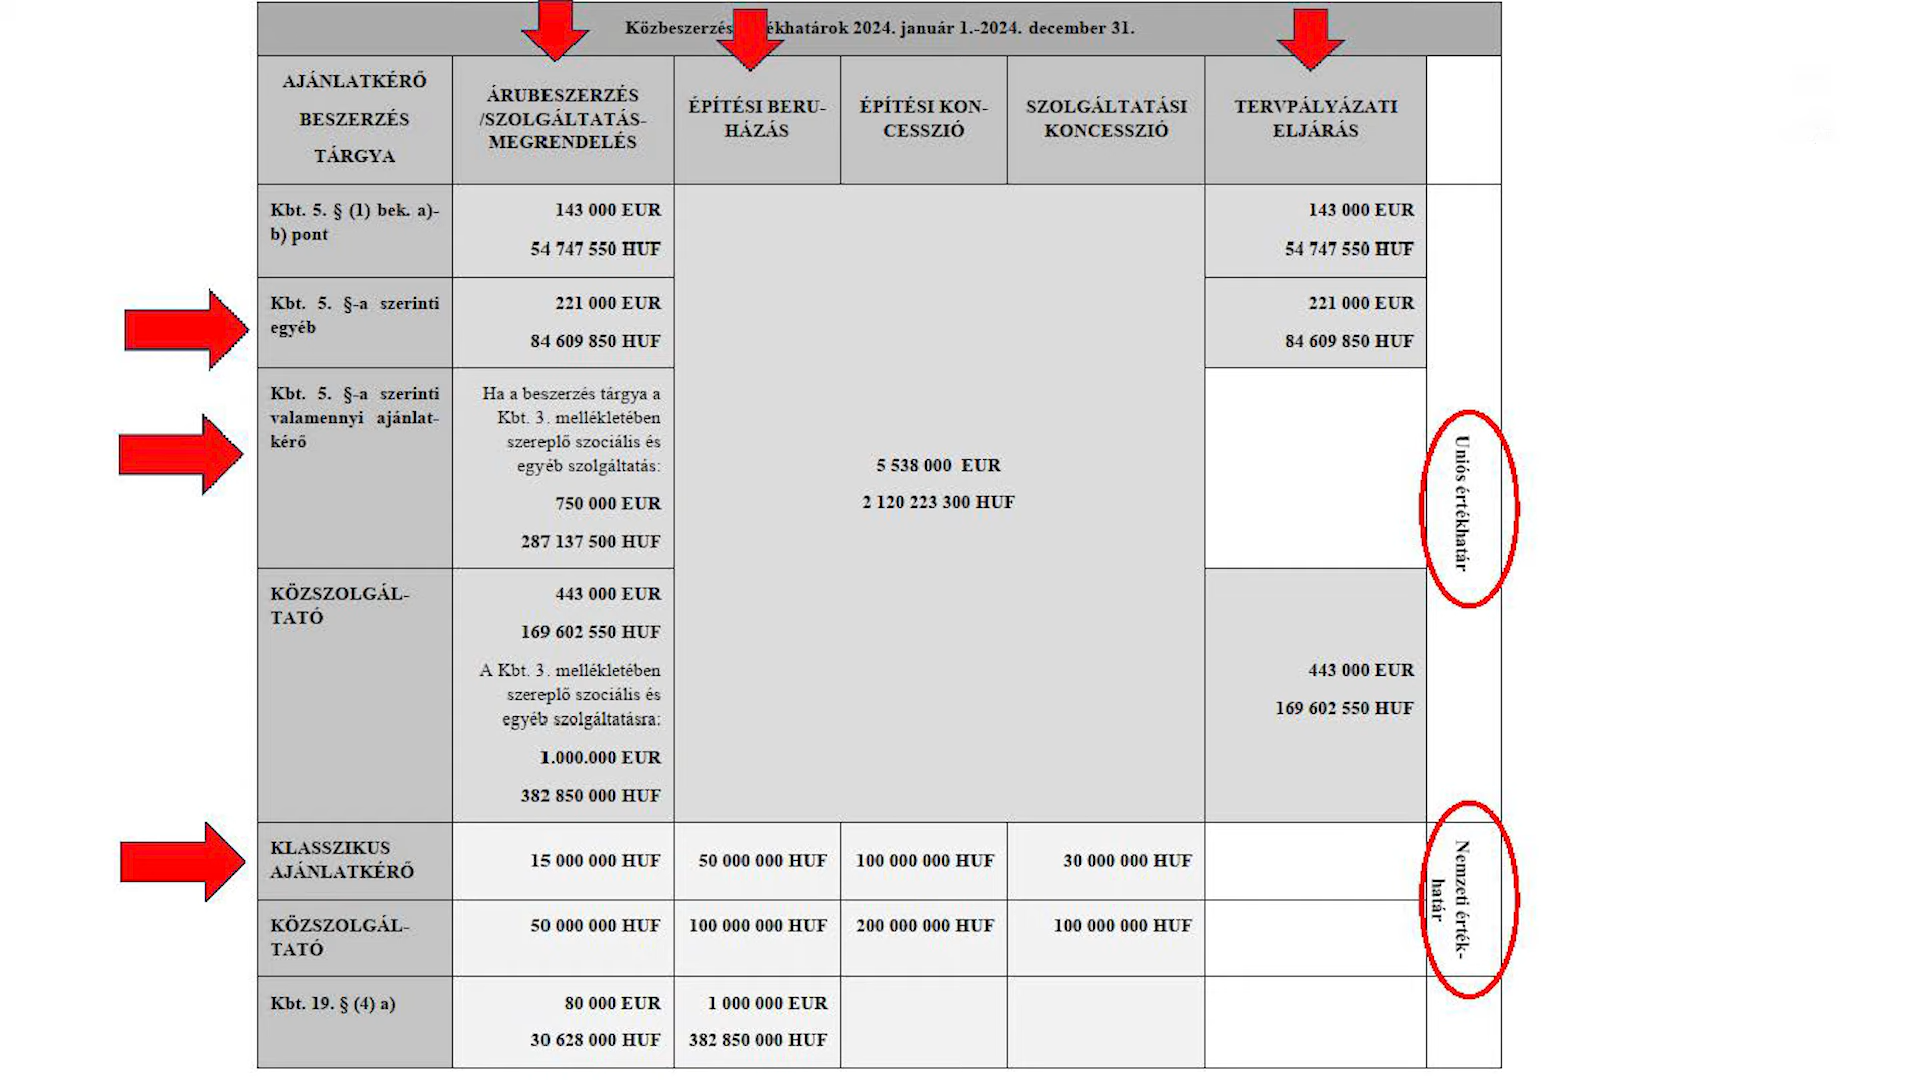 Közbeszerzés ékhatárok 2024. január 1.-2024. december 31.
AJÁNLATKÉRŐ
BESZERZÉS
TÁRGYA
ÁRUBESZERZÉS
/SZOLGÁLTATÁS-
MEGRENDELÉS
ÉPÍTÉSI BERU-
HÁZÁS
ÉPÍTÉSI KON-
CESSZIÓ
SZOLGÁLTATÁSI
KONCESSZIÓ
TERVPÁLYÁZATI
ELJÁRÁS
Kbt. 5. § (1) bek. a)-
b) pont
143 000 EUR
54 747 550 HUF
143 000 EUR
54 747 550 HUF
Kbt. 5. §-a szerinti
egyéb
221 000 EUR
84 609 850 HUF
221 000 EUR
84 609 850 HUF
Kbt. 5. §-a szerinti
valamennyi ajánlat-
kérő
Ha a beszerzés tárgya a
Kbt. 3. mellékletében
szereplő szociális és
egyéb szolgáltatás:
750 000 EUR
287 137 500 HUF
5 538 000 EUR
2 120 223 300 HUF
Uniós értékhatár
KÖZSZOLGÁL-
TATÓ
443 000 EUR
169 602 550 HUF
A Kbt. 3. mellékletében
szereplő szociális és
egyéb szolgáltatásra:
1.000.000 EUR
382 850 000 HUF
443 000 EUR
169 602 550 HUF
KLASSZIKUS
AJÁNLATKÉRŐ
15 000 000 HUF
50 000 000 HUF
100 000 000 HUF
30 000 000 HUF
Nemzeti érték-
határ
KÖZSZOLGÁL-
TATÓ
50 000 000 HUF
100 000 000 HUF
200 000 000 HUF
100 000 000 HUF
Kbt. 19. § (4) a)
80 000 EUR
30 628 000 HUF
1 000 000 EUR
382 850 000 HUF